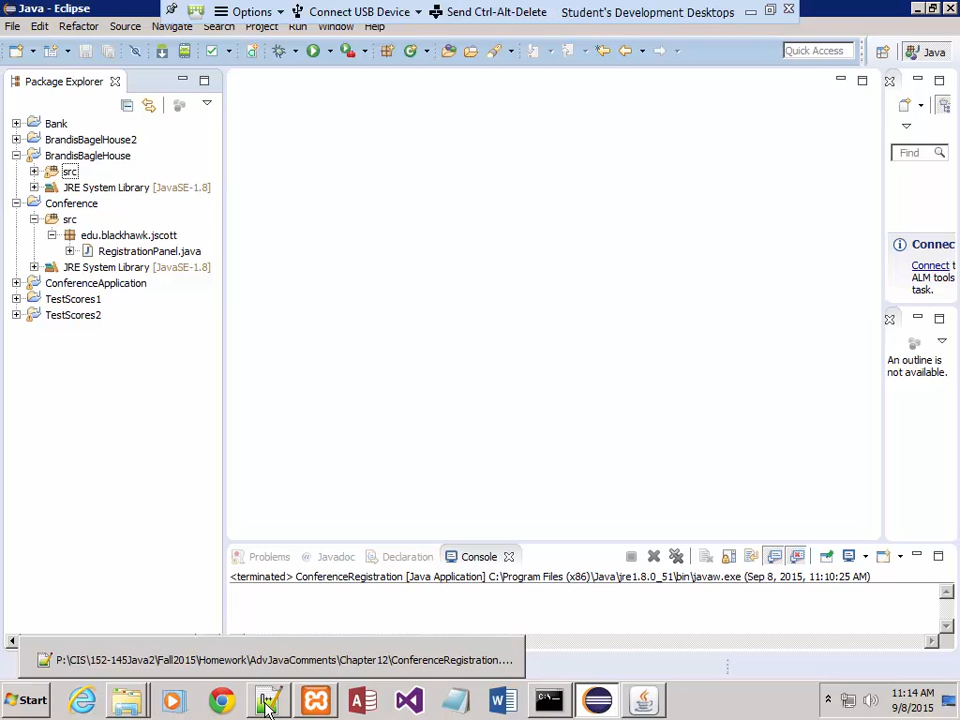 Java - Eclipse
Options
Connect USB Device
Send Ctrl-Alt-Delete
Student's Development Desktops
File Edit Refactor Source Navigate Search Project Run Window Help
Quick Access
Java
Package Explorer
Bank
BrandisBagelHouse2
BrandisBagleHouse
src
JRE System Library [JavaSE-1.8]
Conference
src
edu.blackhawk.jscott
RegistrationPanel.java
JRE System Library [JavaSE-1.8]
ConferenceApplication
TestScores1
TestScores2
Find
Connec
Connect t
ALM tools
task.
An outline is
not available.
Problems @ Javadoc Declaration Console
<terminated> ConferenceRegistration [Java Application] C:\Program Files (x86)\Java\jre1.8.0_51\bin\javaw.exe (Sep 8, 2015, 11:10:25 AM)
P:\CIS\152-145Java2\Fall2015\Homework\AdvJavaComments\Chapter12\ConferenceRegistration....
Start
11:14 AM
9/8/2015